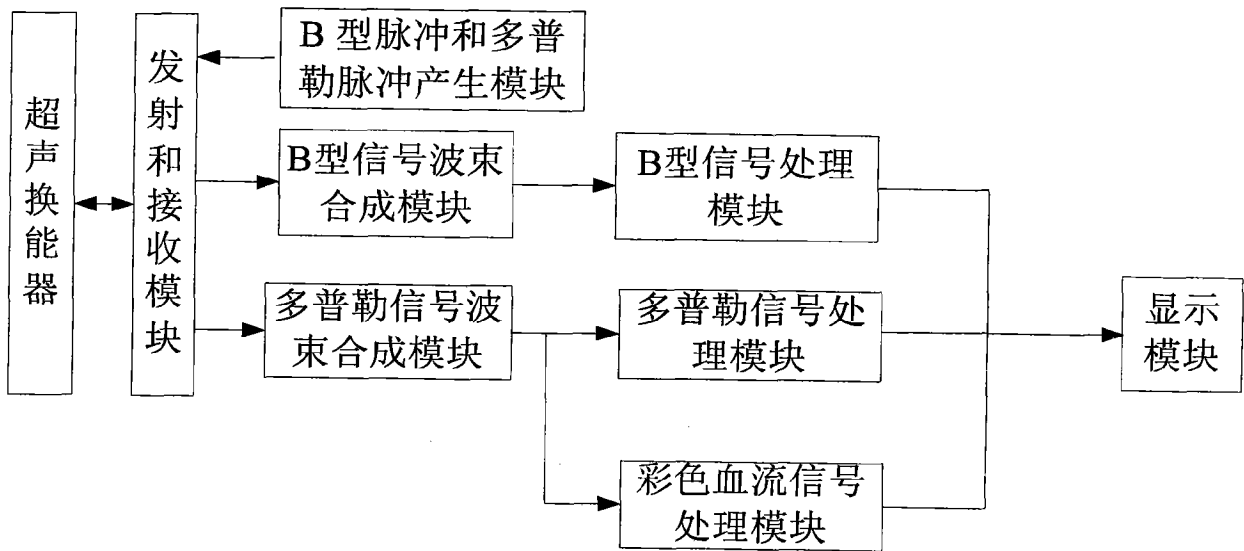 超声换能器
发射和接收模块
B 型脉冲和多普
勒脉冲产生模块
B型信号波束
合成模块
B型信号处理
模块
多普勒信号波
束合成模块
多普勒信号处
理模块
彩色血流信号
处理模块
显示
模块